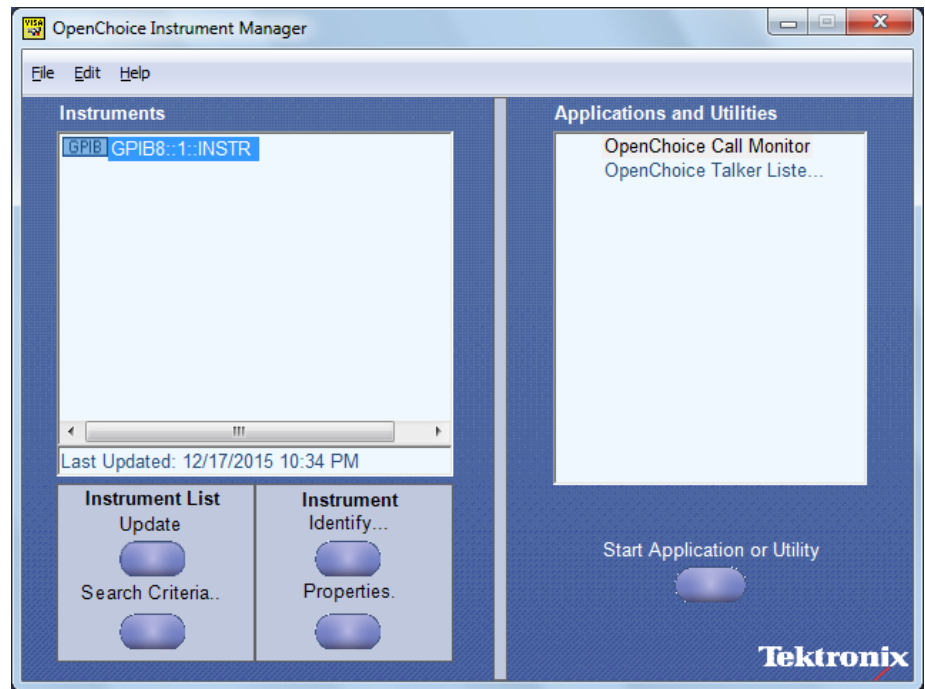 VISA
OpenChoice Instrument Manager
File Edit Help
Instruments
GPIB GPIB8::1::INSTR
Last Updated: 12/17/2015 10:34 PM
Instrument List
Update
Search Criteria..
Instrument
Identify...
Properties.
Applications and Utilities
OpenChoice Call Monitor
OpenChoice Talker Liste...
Start Application or Utility
Tektronix